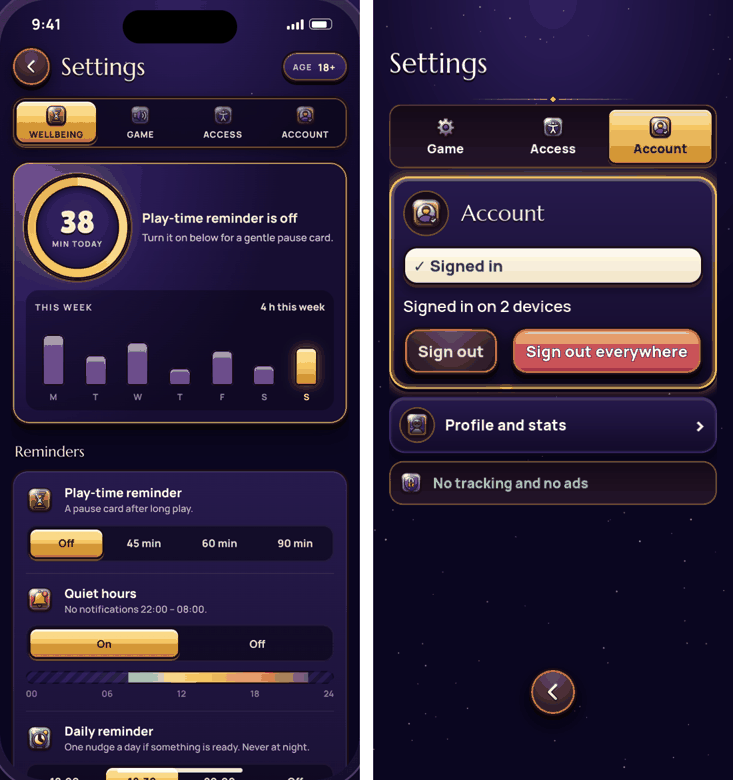 9:41
Settings
AGE 18+
WELLBEING GAME ACCESS ACCOUNT
38
MIN TODAY
Play-time reminder is off
Turn it on below for a gentle pause card.
THIS WEEK 4 h this week
M T W T F S S
Reminders
Play-time reminder
A pause card after long play.
Off 45 min 60 min 90 min
Quiet hours
No notifications 22:00 – 08:00.
On Off
00 06 12 18 24
Daily reminder
One nudge a day if something is ready. Never at night.
Settings
Game Access Account
Account
✓ Signed in
Signed in on 2 devices
Sign out Sign out everywhere
Profile and stats
No tracking and no ads